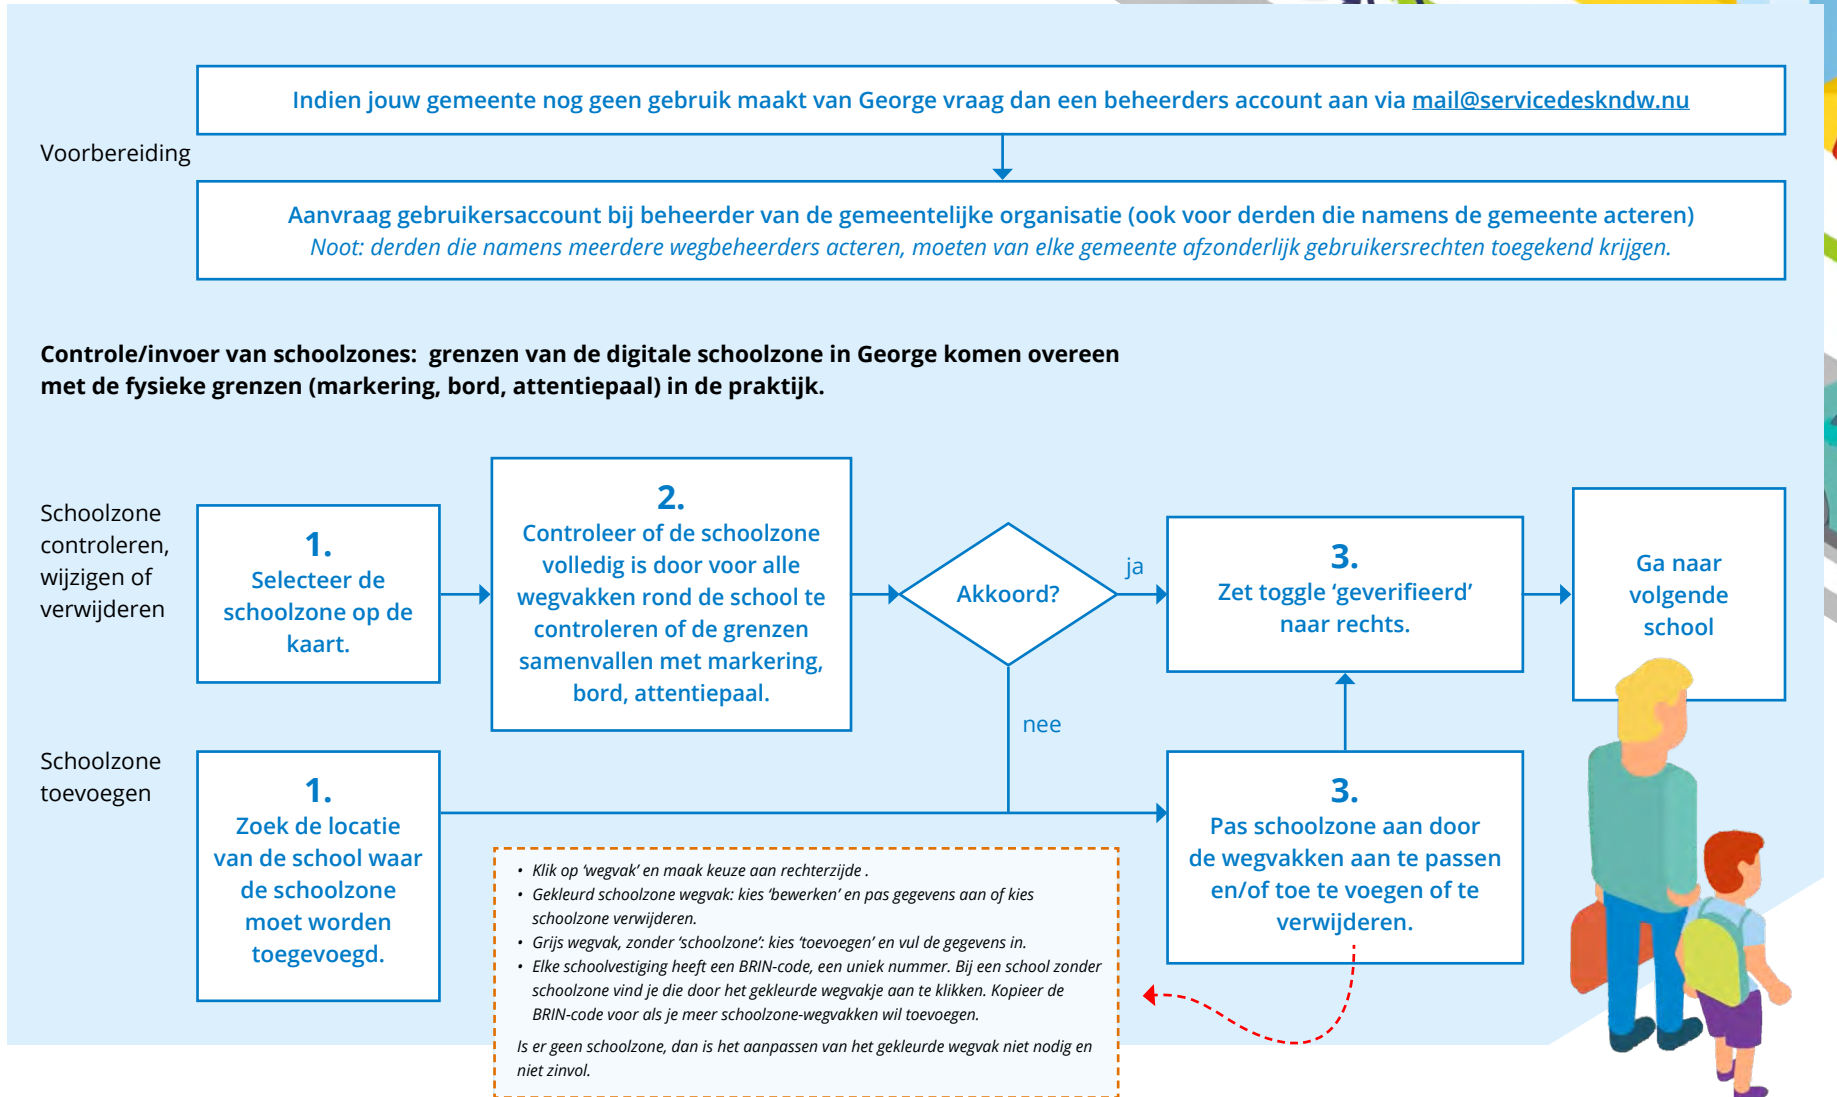 Indien jouw gemeente nog geen gebruik maakt van George vraag dan een beheerders account aan via mail@servicedeskndw.nu
Voorbereiding
Aanvraag gebruikersaccount bij beheerder van de gemeentelijke organisatie (ook voor derden die namens de gemeente acteren)
Noot: derden die namens meerdere wegbeheerders acteren, moeten van elke gemeente afzonderlijk gebruikersrechten toegekend krijgen.
Controle/invoer van schoolzones: grenzen van de digitale schoolzone in George komen overeen
met de fysieke grenzen (markering, bord, attentiepaal) in de praktijk.
Schoolzone
controleren,
wijzigen of
verwijderen
1.
Selecteer de
schoolzone op de
kaart.
2.
Controleer of de schoolzone
volledig is door voor alle
wegvakken rond de school te
controleren of de grenzen
samenvallen met markering,
bord, attentiepaal.
Akkoord?
ja
nee
3.
Zet toggle ‘geverifieerd’
naar rechts.
Ga naar
volgende
school
Schoolzone
toevoegen
1.
Zoek de locatie
van de school waar
de schoolzone
moet worden
toegevoegd.
3.
Pas schoolzone aan door
de wegvakken aan te passen
en/of toe te voegen of te
verwijderen.
• Klik op ‘wegvak’ en maak keuze aan rechterzijde .
• Gekleurd schoolzone wegvak: kies ‘bewerken’ en pas gegevens aan of kies
schoolzone verwijderen.
• Grijs wegvak, zonder ‘schoolzone’: kies ‘toevoegen’ en vul de gegevens in.
• Elke schoolvestiging heeft een BRIN-code, een uniek nummer. Bij een school zonder
schoolzone vind je die door het gekleurde wegvakje aan te klikken. Kopieer de
BRIN-code voor als je meer schoolzone-wegvakken wil toevoegen.
Is er geen schoolzone, dan is het aanpassen van het gekleurde wegvak niet nodig en
niet zinvol.